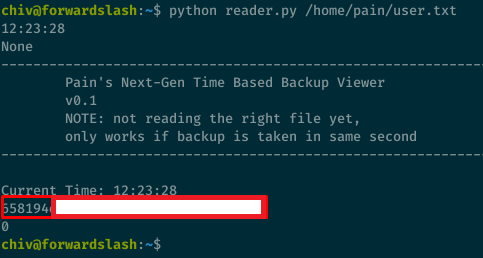 chiv@forwardslash:~$ python reader.py /home/pain/user.txt
12:23:28
None
----------------------------------------------------------------------
Pain's Next-Gen Time Based Backup Viewer
v0.1
NOTE: not reading the right file yet,
only works if backup is taken in same second
----------------------------------------------------------------------
Current Time: 12:23:28
658194
0
chiv@forwardslash:~$